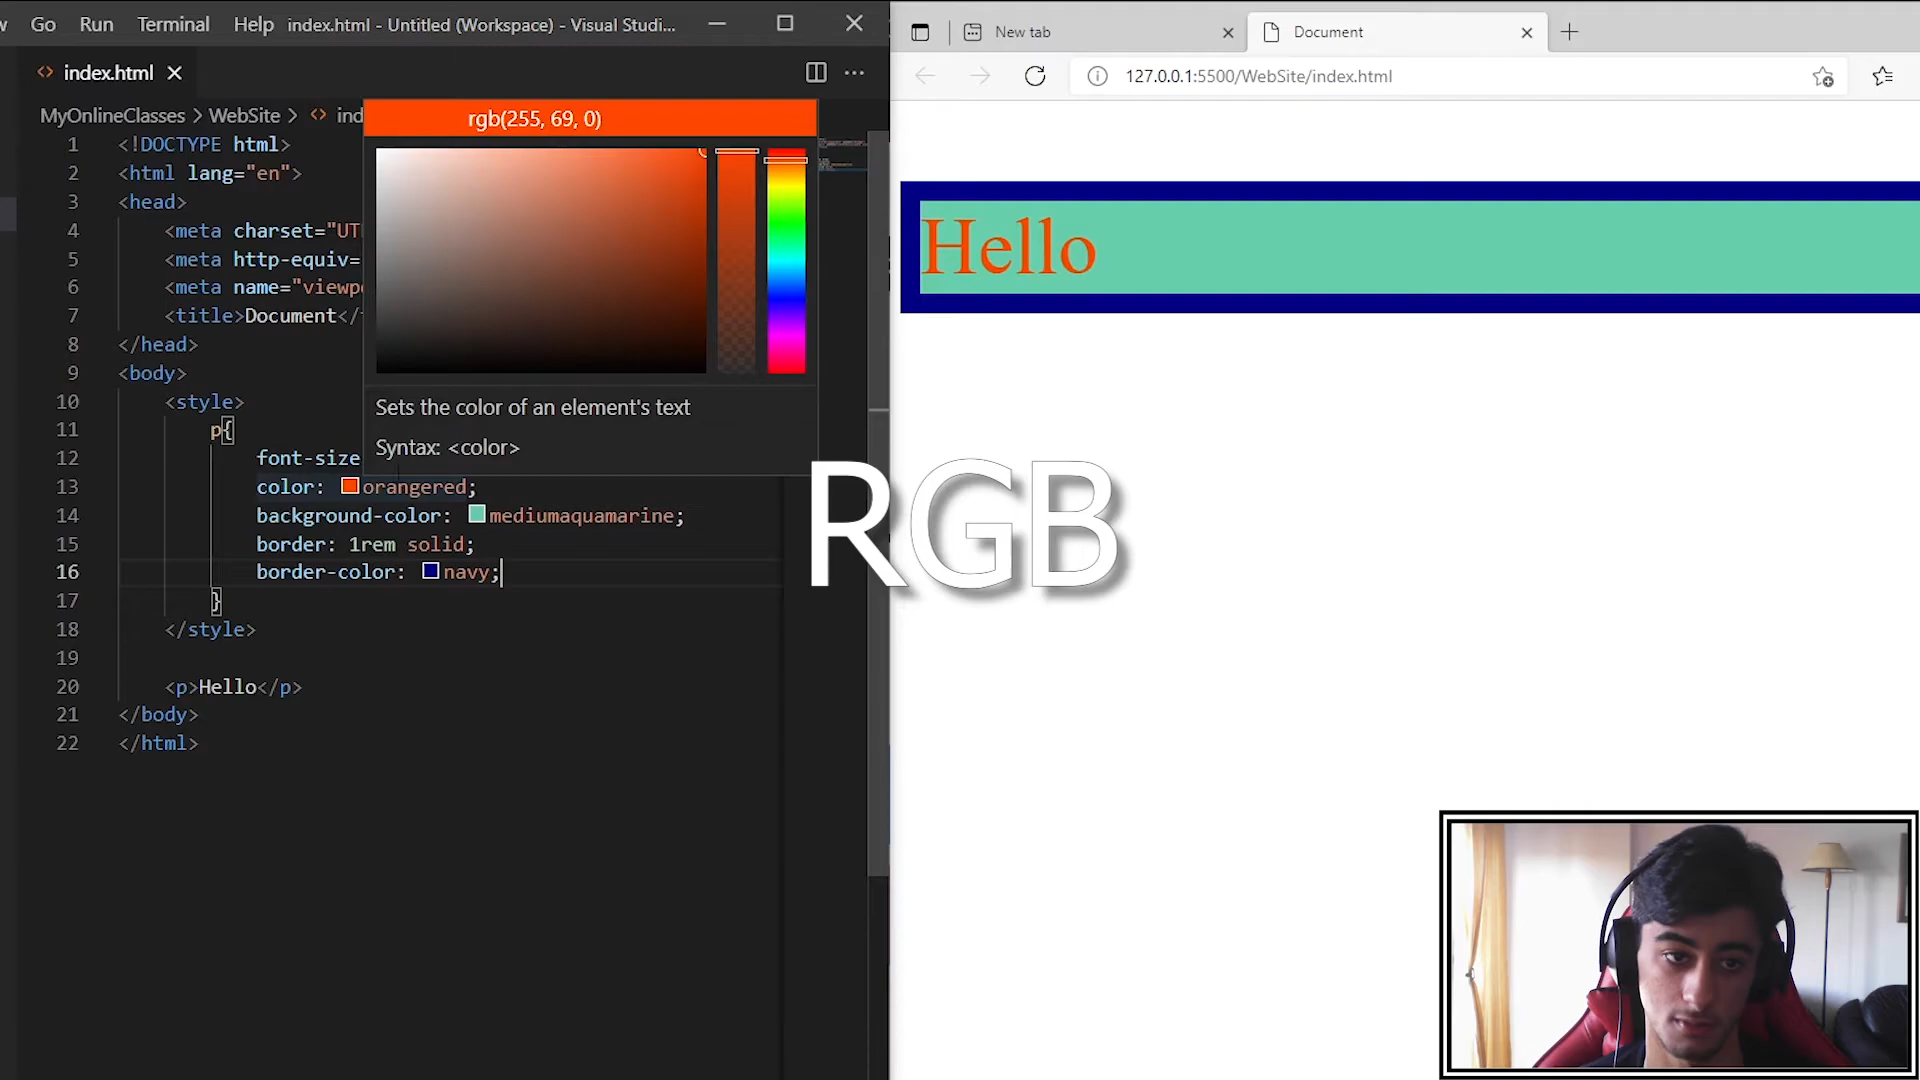 Go Run Terminal Help index.html - Untitled (Workspace) - Visual Studi...
index.html
MyOnlineClasses > WebSite > <> ind
rgb(255, 69, 0)
1 <!DOCTYPE html>
2 <html lang="en">
3 <head>
4 <meta charset="UT
5 <meta http-equiv=
6 <meta name="viewp
7 <title>Document</
8 </head>
9 <body>
10 <style>
11 p{
12 font-size
13 color: orangered;
14 background-color: mediumaquamarine;
15 border: 1rem solid;
16 border-color: navy;
17 }
18 </style>
19
20 <p>Hello</p>
21 </body>
22 </html>
Sets the color of an element's text
Syntax: <color>
RGB
New tab
Document
127.0.0.1:5500/WebSite/index.html
Hello